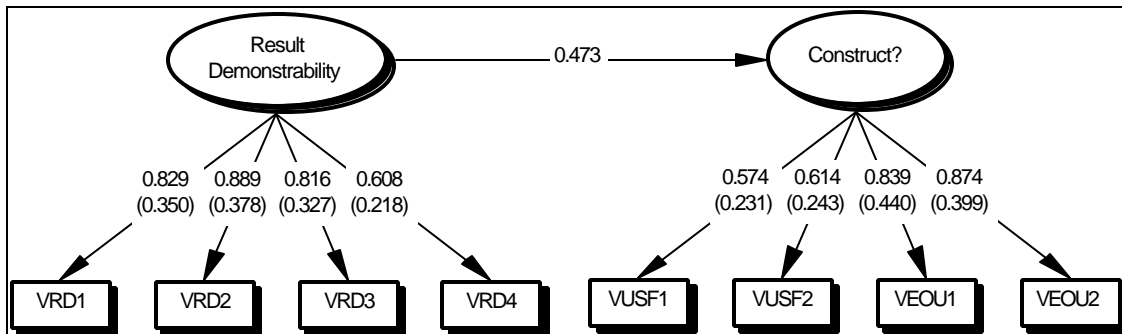 Result
Demonstrability
0.473
Construct?
0.829 0.889 0.816 0.608
(0.350) (0.378) (0.327) (0.218)
0.574 0.614 0.839 0.874
(0.231) (0.243) (0.440) (0.399)
VRD1 VRD2 VRD3 VRD4 VUSF1 VUSF2 VEOU1 VEOU2